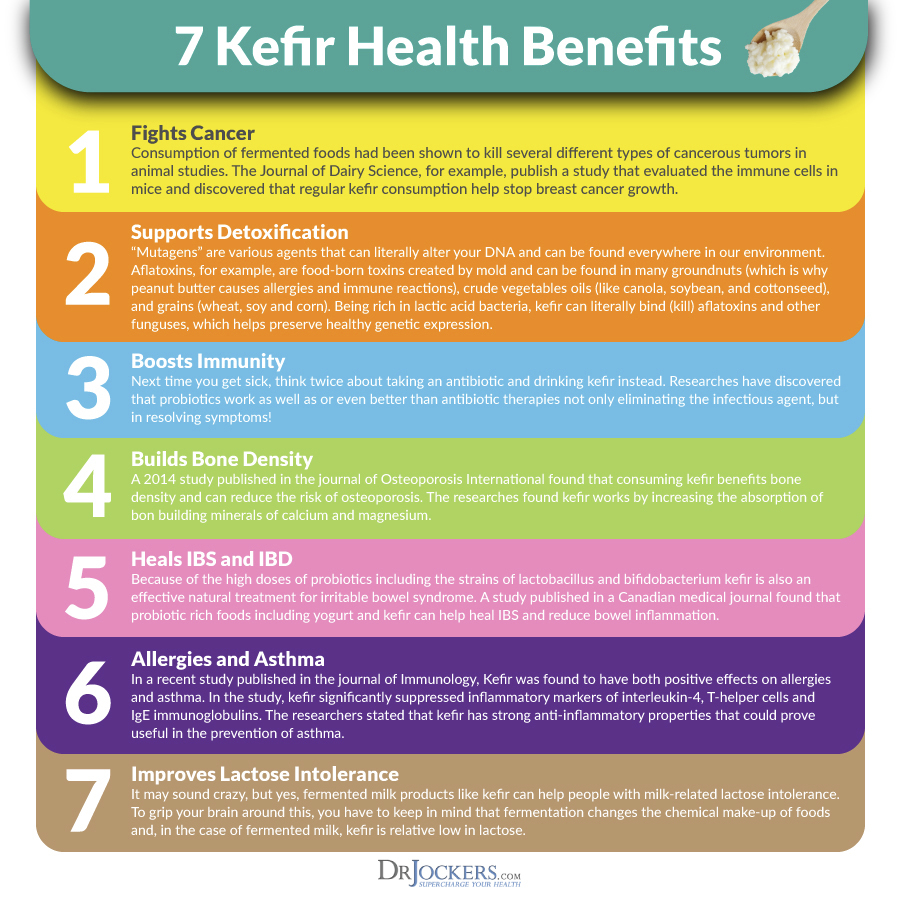 7 Kefir Health Benefits
1
Fights Cancer
Consumption of fermented foods had been shown to kill several different types of cancerous tumors in
animal studies. The Journal of Dairy Science, for example, publish a study that evaluated the immune cells in
mice and discovered that regular kefir consumption help stop breast cancer growth.
2
Supports Detoxification
“Mutagens” are various agents that can literally alter your DNA and can be found everywhere in our environment.
Aflatoxins, for example, are food-born toxins created by mold and can be found in many groundnuts (which is why
peanut butter causes allergies and immune reactions), crude vegetables oils (like canola, soybean, and cottonseed),
and grains (wheat, soy and corn). Being rich in lactic acid bacteria, kefir can literally bind (kill) aflatoxins and other
funguses, which helps preserve healthy genetic expression.
3
Boosts Immunity
Next time you get sick, think twice about taking an antibiotic and drinking kefir instead. Researches have discovered
that probiotics work as well as or even better than antibiotic therapies not only eliminating the infectious agent, but
in resolving symptoms!
4
Builds Bone Density
A 2014 study published in the journal of Osteoporosis International found that consuming kefir benefits bone
density and can reduce the risk of osteoporosis. The researches found kefir works by increasing the absorption of
bon building minerals of calcium and magnesium.
5
Heals IBS and IBD
Because of the high doses of probiotics including the strains of lactobacillus and bifidobacterium kefir is also an
effective natural treatment for irritable bowel syndrome. A study published in a Canadian medical journal found that
probiotic rich foods including yogurt and kefir can help heal IBS and reduce bowel inflammation.
6
Allergies and Asthma
In a recent study published in the journal of Immunology, Kefir was found to have both positive effects on allergies
and asthma. In the study, kefir significantly suppressed inflammatory markers of interleukin-4, T-helper cells and
IgE immunoglobulins. The researchers stated that kefir has strong anti-inflammatory properties that could prove
useful in the prevention of asthma.
7
Improves Lactose Intolerance
It may sound crazy, but yes, fermented milk products like kefir can help people with milk-related lactose intolerance.
To grip your brain around this, you have to keep in mind that fermentation changes the chemical make-up of foods
and, in the case of fermented milk, kefir is relative low in lactose.
DRJOCKERS.COM
SUPERCHARGE YOUR HEALTH